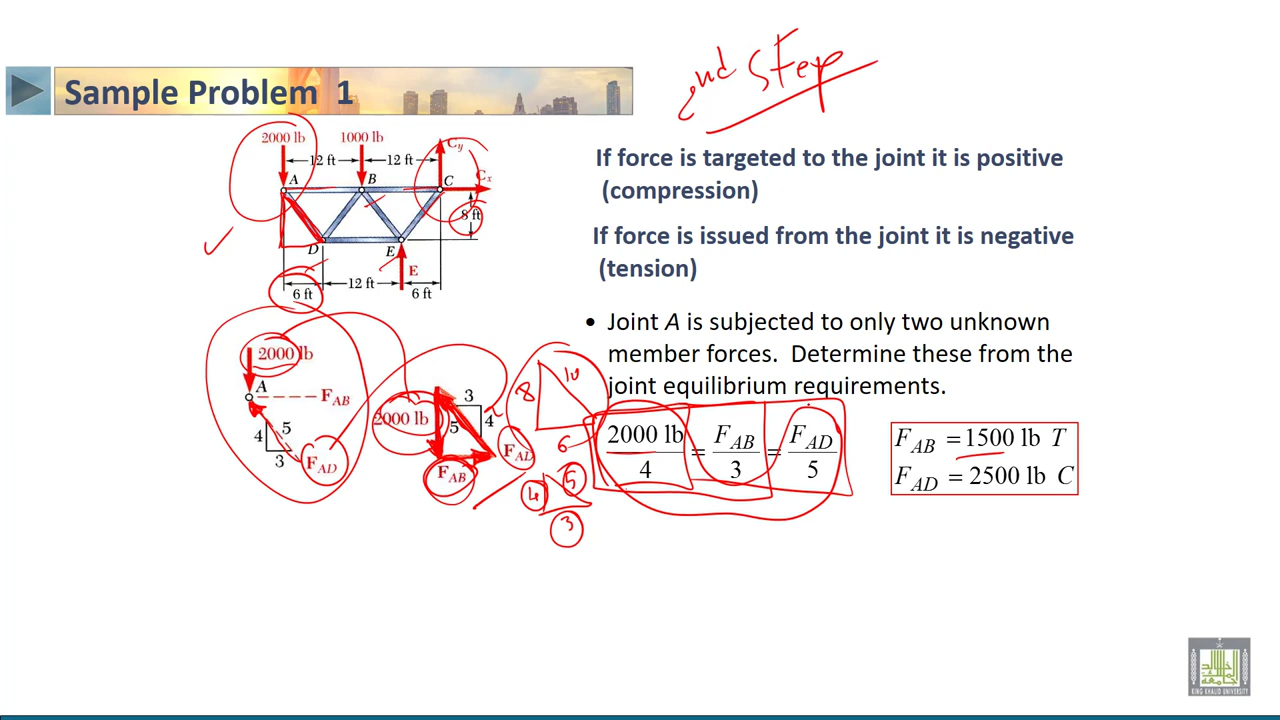 2nd Step
Sample Problem 1
2000 lb
1000 lb
Cy
12 ft
12 ft
A
B
C
Cx
8 ft
D
E
E
12 ft
6 ft
6 ft
If force is targeted to the joint it is positive
(compression)
If force is issued from the joint it is negative
(tension)
• Joint A is subjected to only two unknown
member forces. Determine these from the
joint equilibrium requirements.
2000 lb
A
FAB
5
4
3
FAD
2000 lb
3
5
4
FAD
FAB
8
10
6
4
5
3
2000 lb / 4 = FAB / 3 = FAD / 5
FAB = 1500 lb T
FAD = 2500 lb C
KING KHALID UNIVERSITY